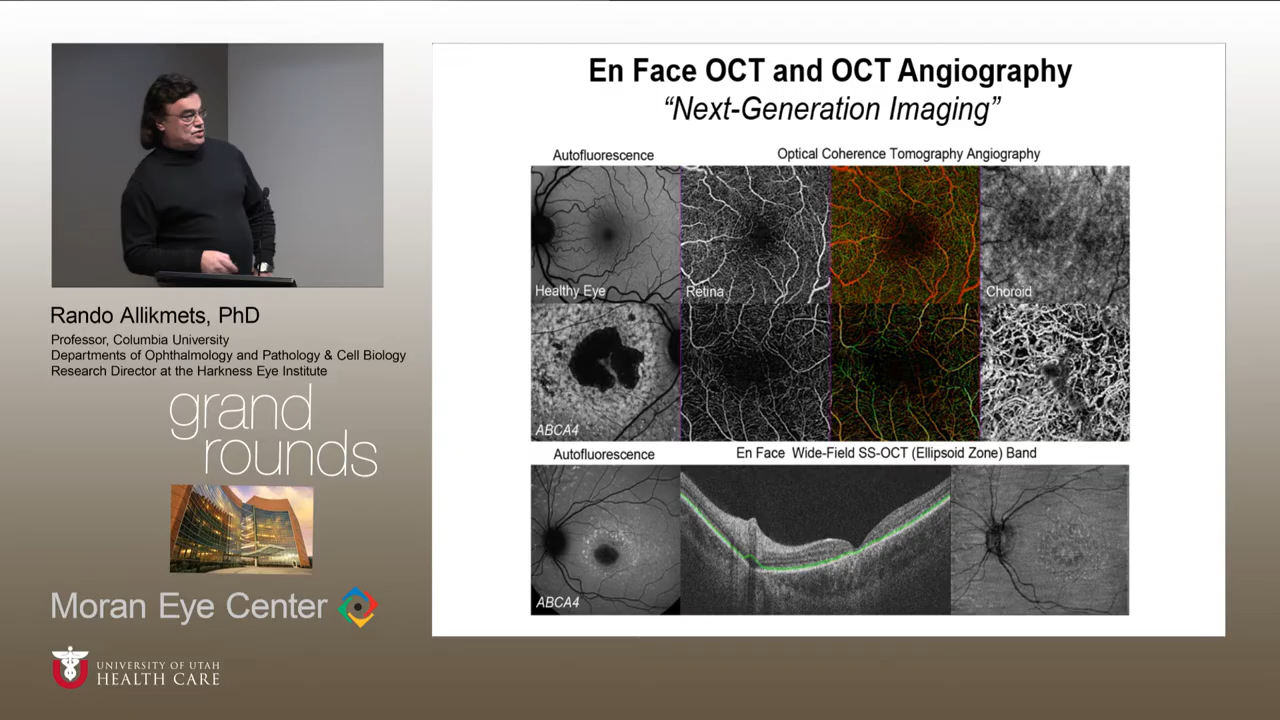 En Face OCT and OCT Angiography
“Next-Generation Imaging”
Autofluorescence
Optical Coherence Tomography Angiography
Healthy Eye
Retina
Choroid
ABCA4
Autofluorescence
En Face Wide-Field SS-OCT (Ellipsoid Zone) Band
ABCA4
Rando Allikmets, PhD
Professor, Columbia University
Departments of Ophthalmology and Pathology & Cell Biology
Research Director at the Harkness Eye Institute
grand
rounds
Moran Eye Center
U
UNIVERSITY OF UTAH
HEALTH CARE